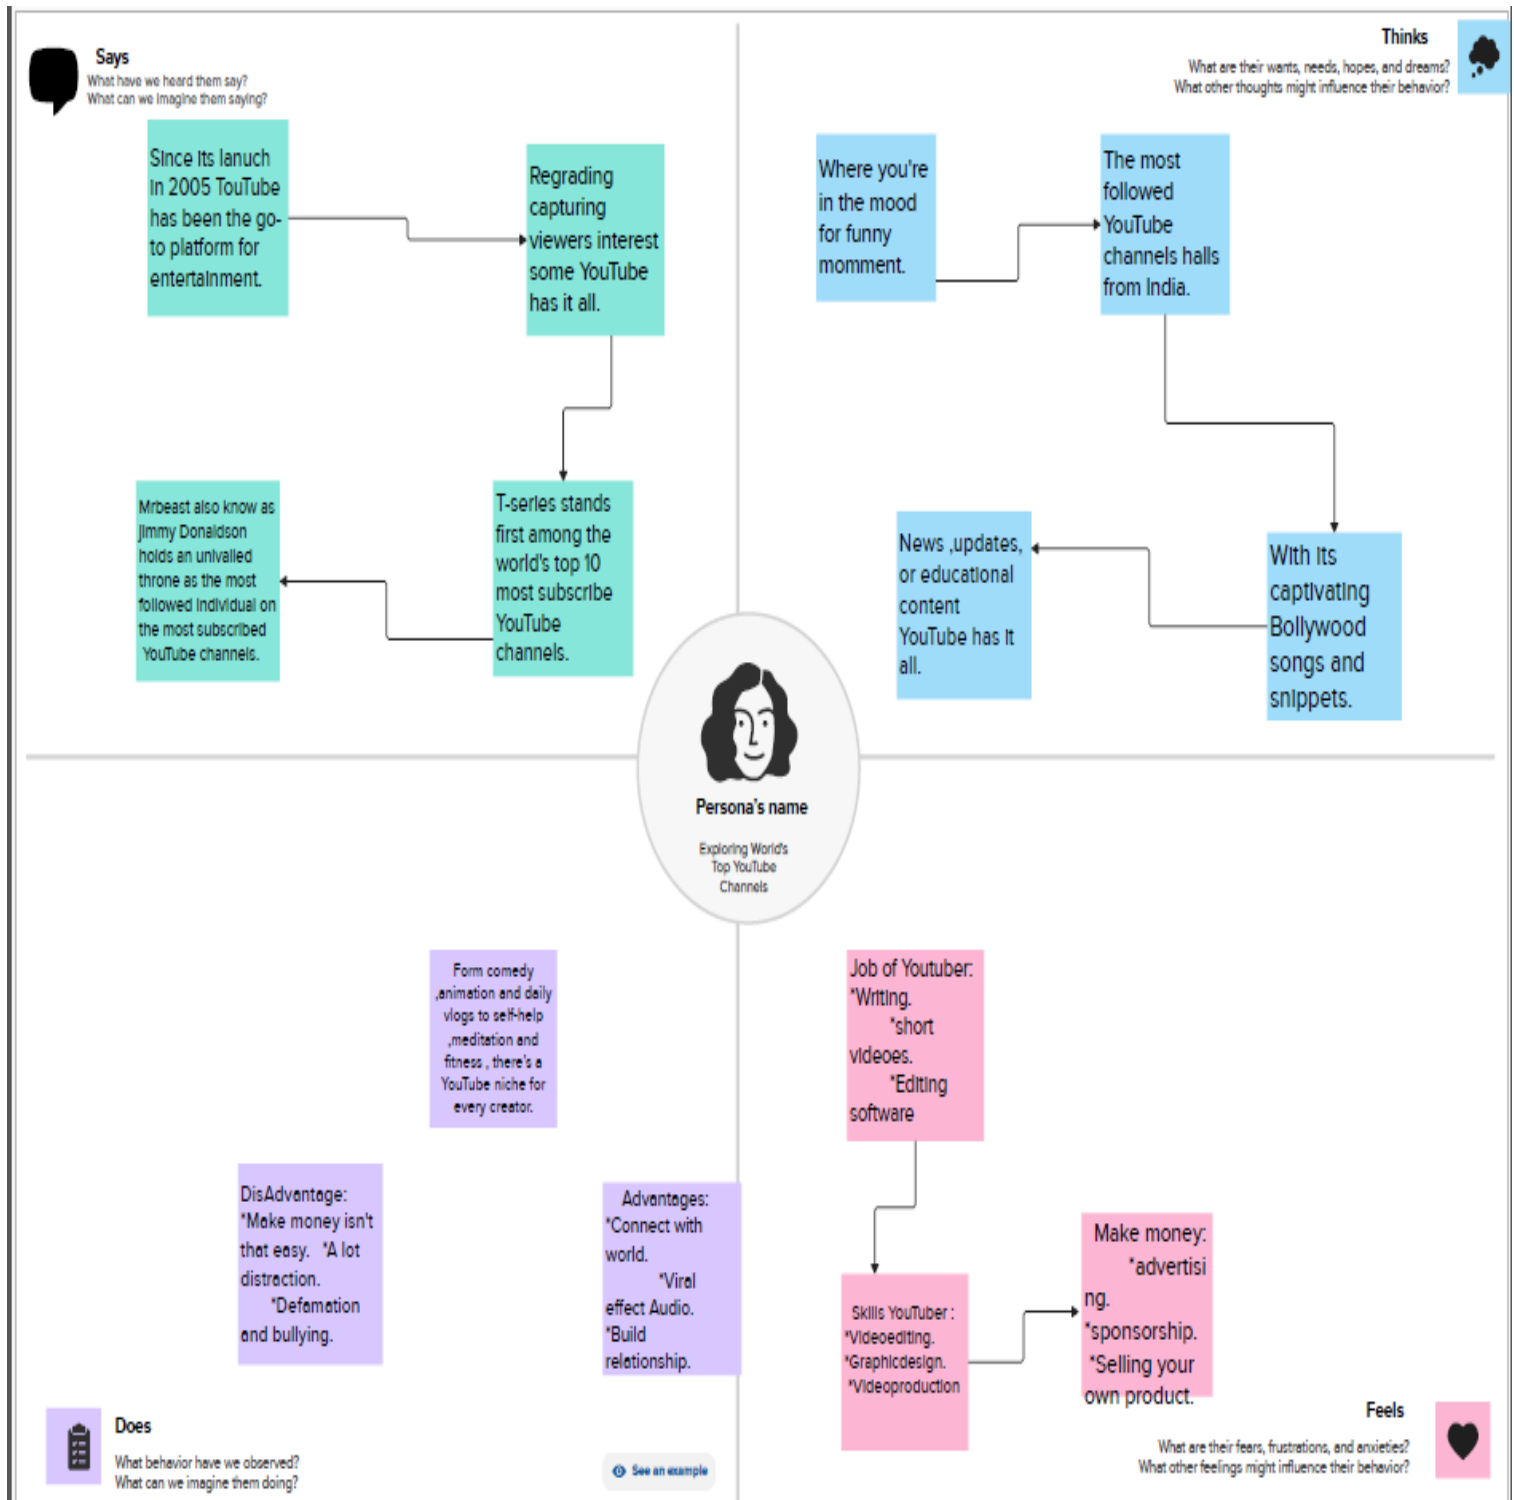 Says
What have we heard them say?
What can we imagine them saying?
Since its lanuch
in 2005 TouTube
has been the go-
to platform for
entertainment.
Regrading
capturing
viewers interest
some YouTube
has it all.
T-series stands
first among the
world's top 10
most subscribe
YouTube
channels.
Mrbeast also know as
Jimmy Donaldson
holds an univalled
throne as the most
followed individual on
the most subscribed
YouTube channels.
Thinks
What are their wants, needs, hopes, and dreams?
What other thoughts might influence their behavior?
Where you're
in the mood
for funny
momment.
The most
followed
YouTube
channels halls
from India.
With its
captivating
Bollywood
songs and
snippets.
News ,updates,
or educational
content
YouTube has it
all.
Persona's name
Exploring World's
Top YouTube
Channels
Form comedy
,animation and daily
vlogs to self-help
,meditation and
fitness , there's a
YouTube niche for
every creator.
DisAdvantage:
*Make money isn't
that easy. *A lot
distraction.
*Defamation
and bullying.
Advantages:
*Connect with
world.
*Viral
effect Audio.
*Build
relationship.
Does
What behavior have we observed?
What can we imagine them doing?
See an example
Job of Youtuber:
*Writing.
*short
videoes.
*Editing
software
Skills YouTuber :
*Videoediting.
*Graphicdesign.
*Videoproduction
Make money:
*advertisi
ng.
*sponsorship.
*Selling your
own product.
Feels
What are their fears, frustrations, and anxieties?
What other feelings might influence their behavior?